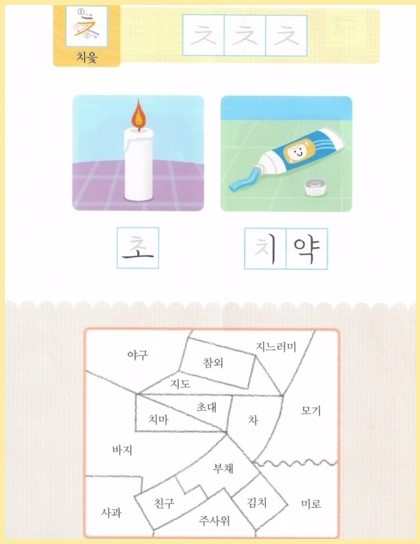 ① ㅊ
치읓
ㅊ ㅊ ㅊ
초
치약
야구
참외
지느러미
지도
치마
초대
차
모기
바지
부채
사과
친구
김치
미로
주사위